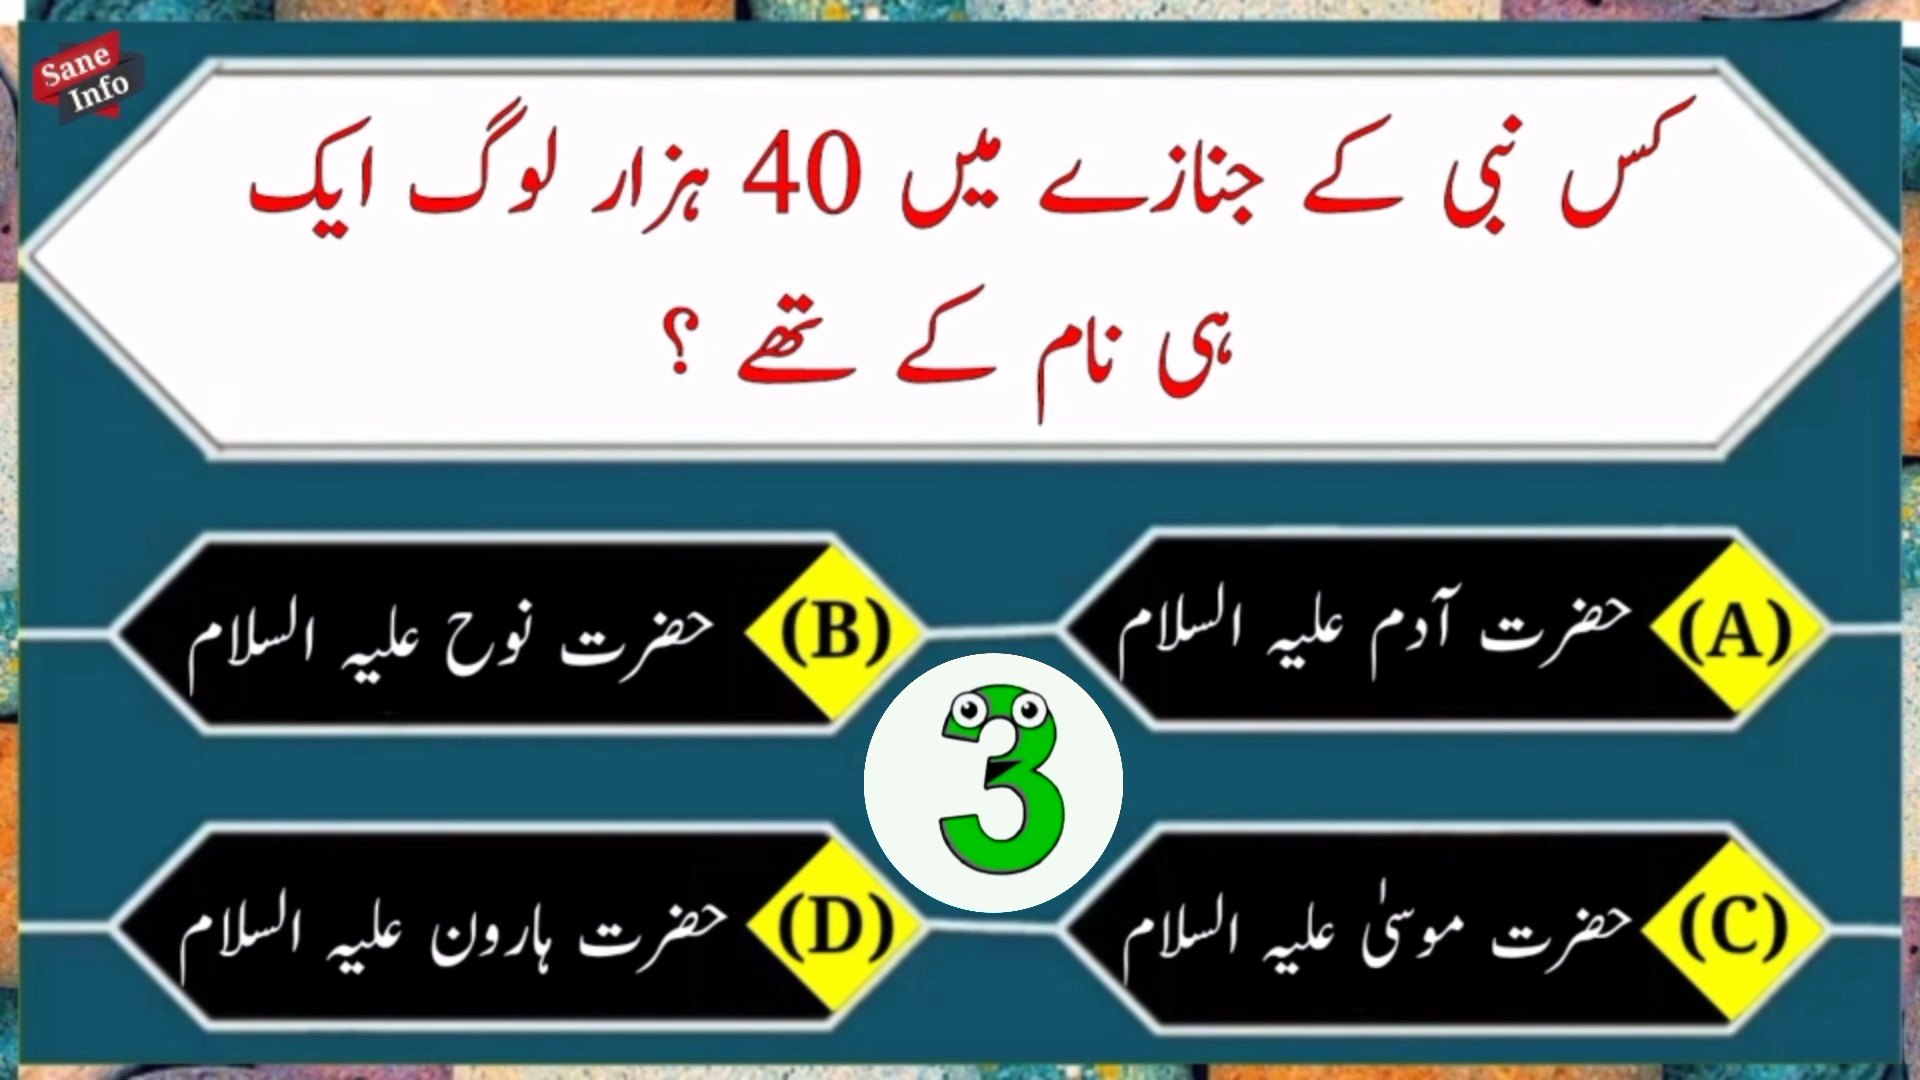 Sane
Info
کس نبی کے جنازے میں 40 ہزار لوگ ایک
ہی نام کے تھے ؟
(A) حضرت آدم علیہ السلام
(B) حضرت نوح علیہ السلام
3
(C) حضرت موسیٰ علیہ السلام
(D) حضرت ہارون علیہ السلام